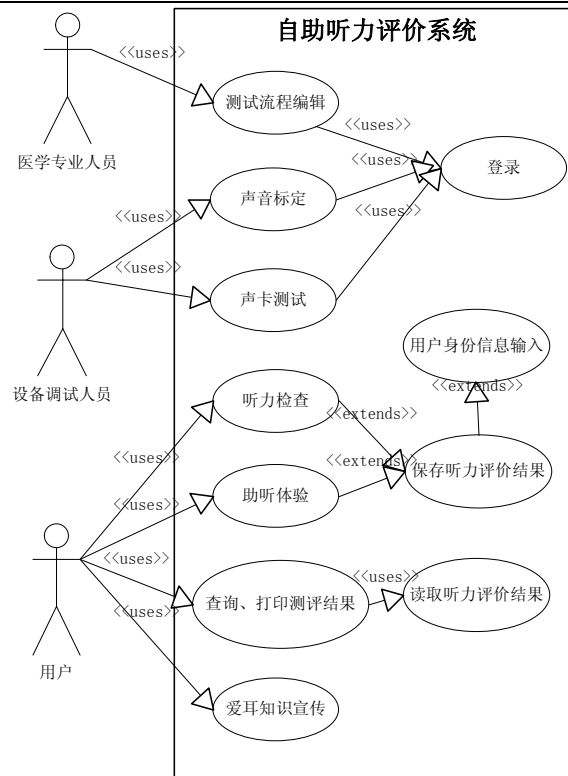 自助听力评价系统
<<uses>>
测试流程编辑
<<uses>>
医学专业人员
<<uses>>
登录
声音标定
<<uses>>
<<uses>>
<<uses>>
声卡测试
用户身份信息输入
设备调试人员
<<extends>>
听力检查
<<extends>>
<<uses>>
<<extends>>
保存听力评价结果
助听体验
<<uses>>
<<uses>>
<<uses>>
读取听力评价结果
查询、打印测评结果
<<uses>>
用户
爱耳知识宣传